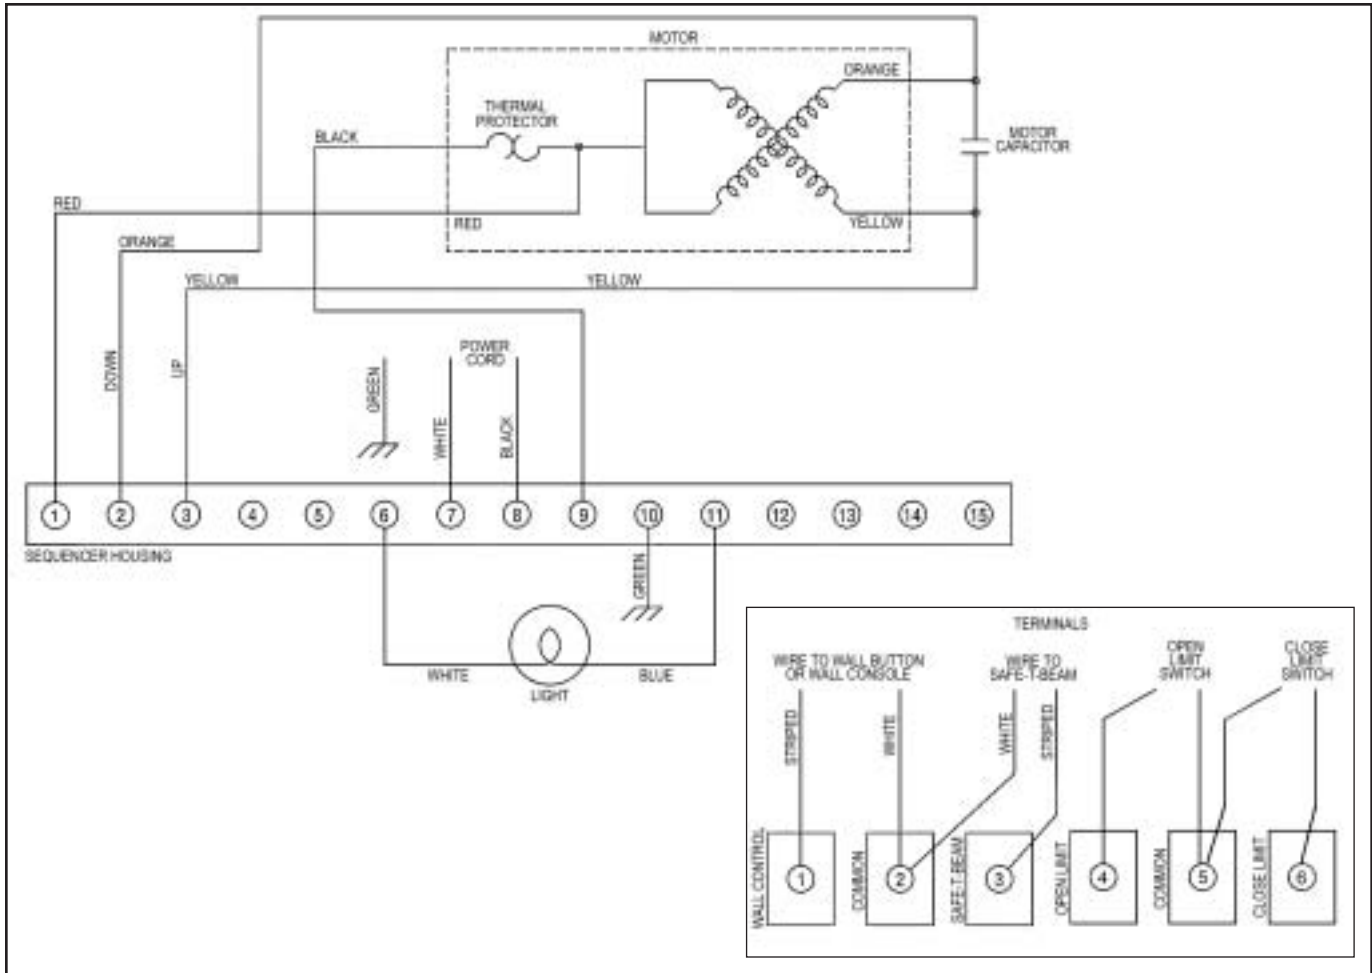 MOTOR
ORANGE
THERMAL
PROTECTOR
BLACK
MOTOR
CAPACITOR
RED
RED
YELLOW
ORANGE
YELLOW
YELLOW
DOWN
UP
GREEN
POWER
CORD
WHITE
BLACK
1 2 3 4 5 6 7 8 9 10 11 12 13 14 15
SEQUENCER HOUSING
GREEN
WHITE
BLUE
LIGHT
TERMINALS
WIRE TO WALL BUTTON
OR WALL CONSOLE
WIRE TO
SAFE-T-BEAM
OPEN
LIMIT
SWITCH
CLOSE
LIMIT
SWITCH
STRIPED
WHITE
WHITE
STRIPED
WALL CONTROL
1
COMMON
2
SAFE-T-BEAM
3
OPEN LIMIT
4
COMMON
5
CLOSE LIMIT
6